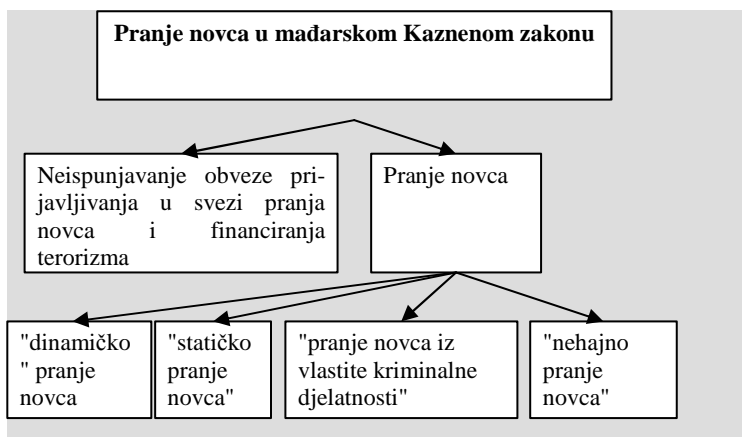 Pranje novca u mađarskom Kaznenom zakonu
Neispunjavanje obveze pri-
javljivanja u svezi pranja
novca i financiranja
terorizma
Pranje novca
"dinamičko
" pranje
novca
"statičko
pranje
novca"
"pranje novca iz
vlastite kriminalne
djelatnosti"
"nehajno
pranje
novca"